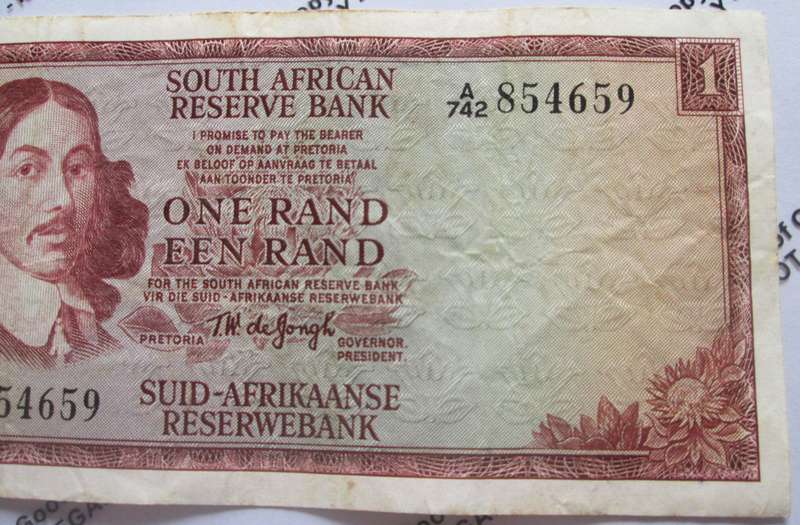 SOUTH AFRICAN
RESERVE BANK
A
742 854659
1
I PROMISE TO PAY THE BEARER
ON DEMAND AT PRETORIA
EK BELOOF OP AANVRAAG TE BETAAL
AAN TOONDER TE PRETORIA
ONE RAND
EEN RAND
FOR THE SOUTH AFRICAN RESERVE BANK
VIR DIE SUID-AFRIKAANSE RESERWEBANK
PRETORIA T.W. de Jongh GOVERNOR.
PRESIDENT.
54659
SUID-AFRIKAANSE
RESERWEBANK